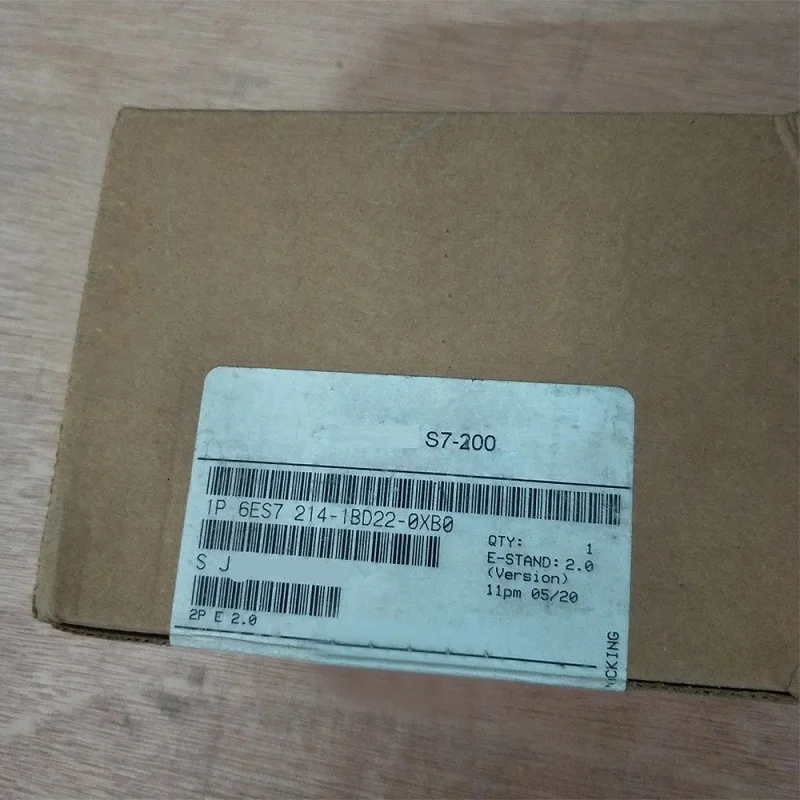 S7-200
1P 6ES7 214-1BD22-0XB0
QTY: 1
E-STAND: 2.0
(Version)
11pm 05/20
S J
2P E 2.0